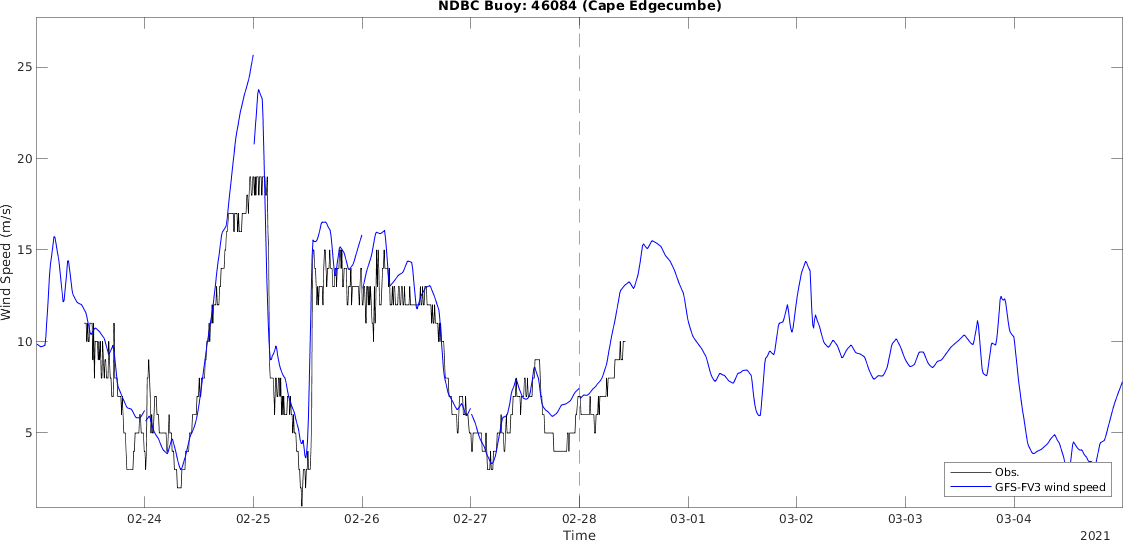 NDBC Buoy: 46084 (Cape Edgecumbe)
Wind Speed (m/s)
25
20
15
10
5
02-24 02-25 02-26 02-27 02-28 03-01 03-02 03-03 03-04
Time
2021
Obs.
GFS-FV3 wind speed